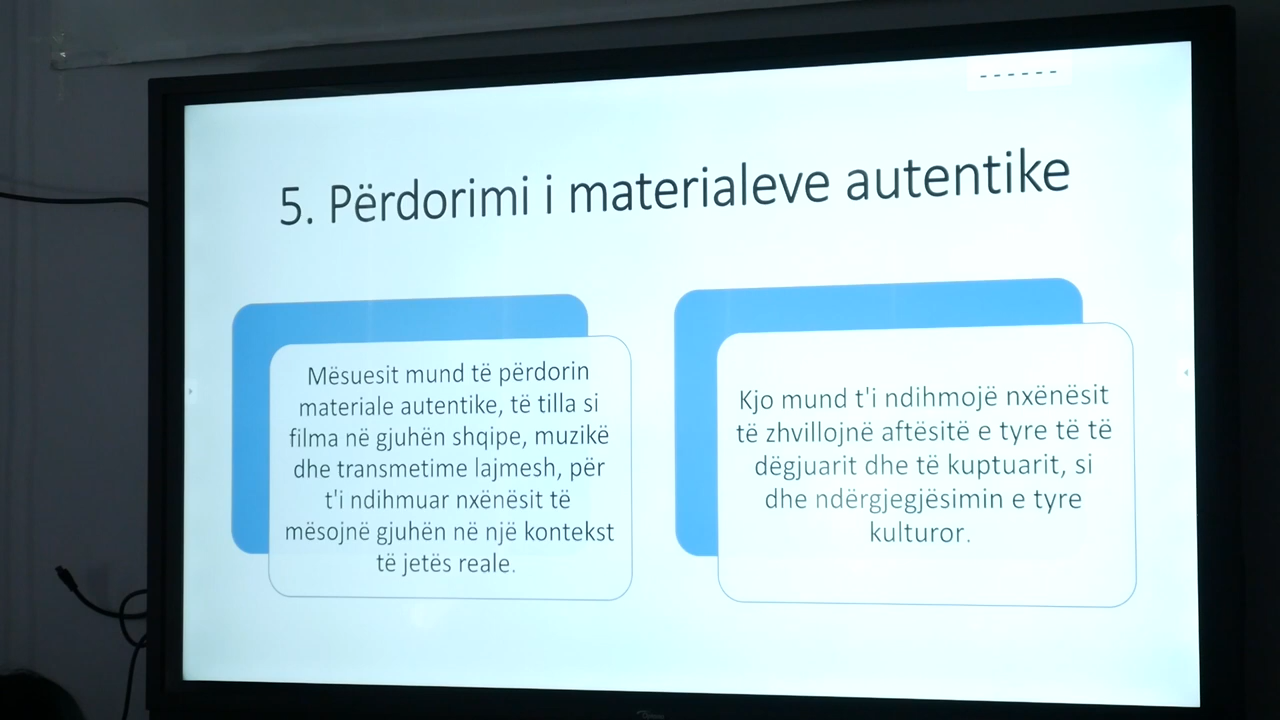 5. Përdorimi i materialeve autentike
Mësuesit mund të përdorin
materiale autentike, të tilla si
filma në gjuhën shqipe, muzikë
dhe transmetime lajmesh, për
t'i ndihmuar nxënësit të
mësojnë gjuhën në një kontekst
të jetës reale.
Kjo mund t'i ndihmojë nxënësit
të zhvillojnë aftësitë e tyre të të
dëgjuarit dhe të kuptuarit, si
dhe ndërgjegjësimin e tyre
kulturor.